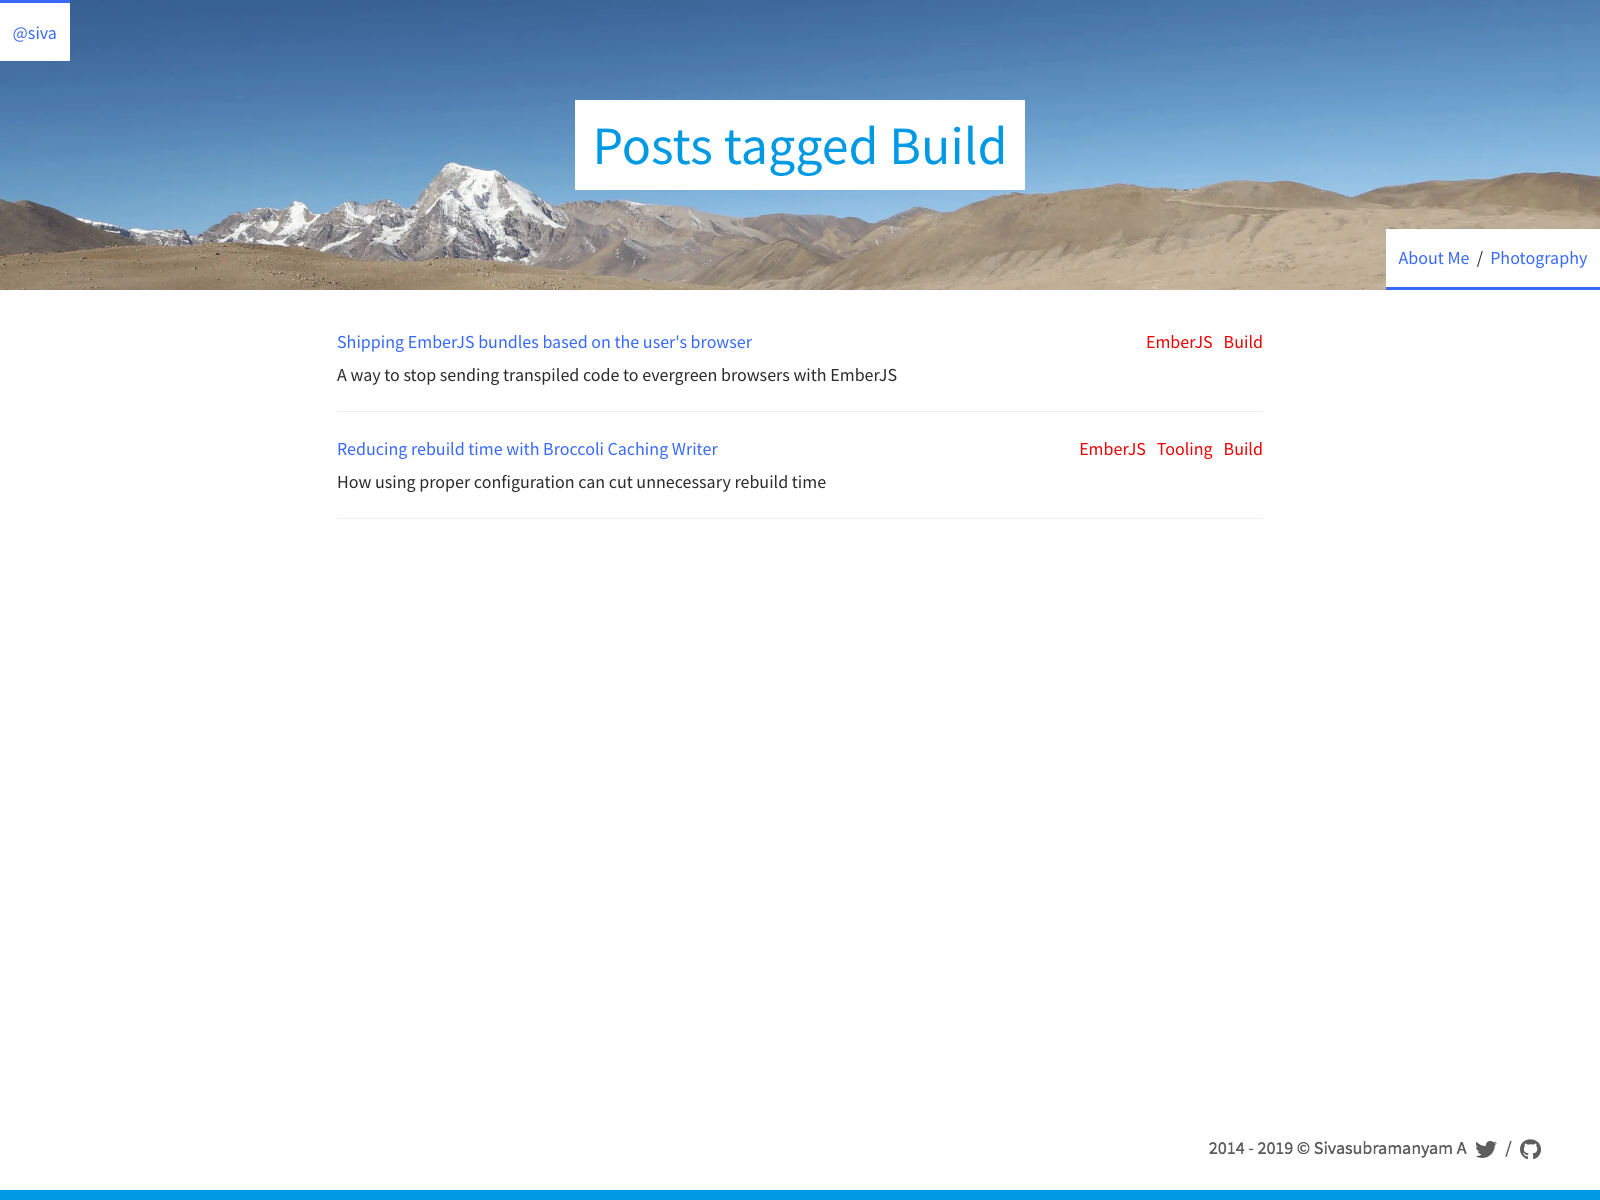 @siva
Posts tagged Build
About Me / Photography
Shipping EmberJS bundles based on the user's browser EmberJS Build
A way to stop sending transpiled code to evergreen browsers with EmberJS
Reducing rebuild time with Broccoli Caching Writer EmberJS Tooling Build
How using proper configuration can cut unnecessary rebuild time
2014 - 2019 © Sivasubramanyam A /